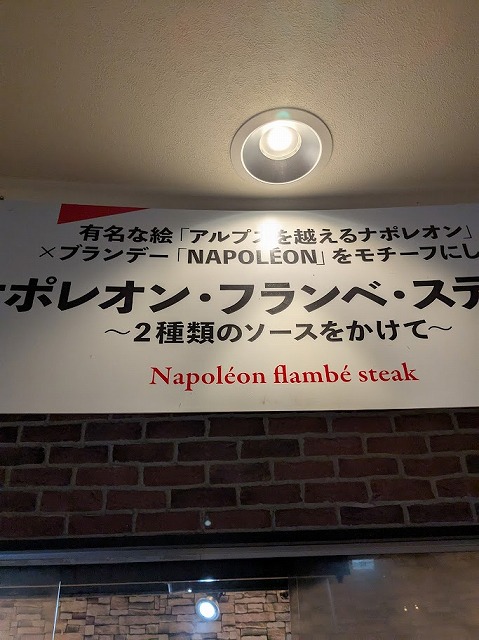 有名な絵「アルプスを越えるナポレオン」
×ブランデー「NAPOLÉON」をモチーフにし
ナポレオン・フランベ・ステ
～2種類のソースをかけて～
Napoléon flambé steak